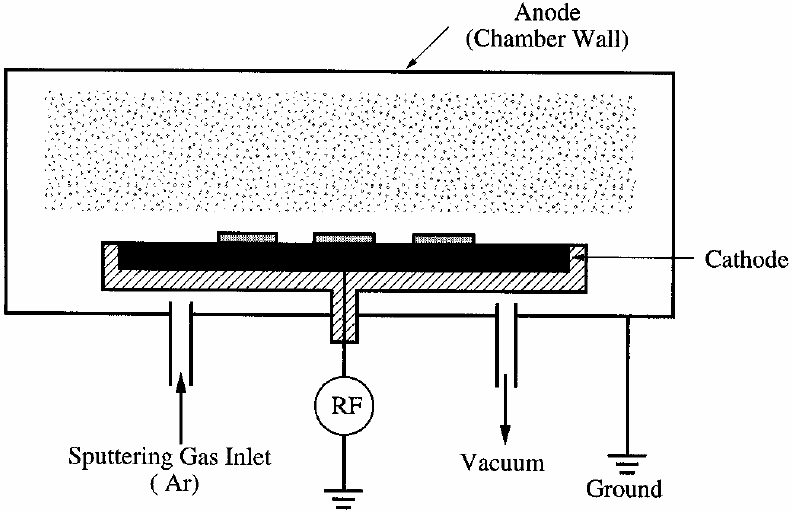 Anode
(Chamber Wall)
Cathode
RF
Sputtering Gas Inlet
( Ar)
Vacuum
Ground